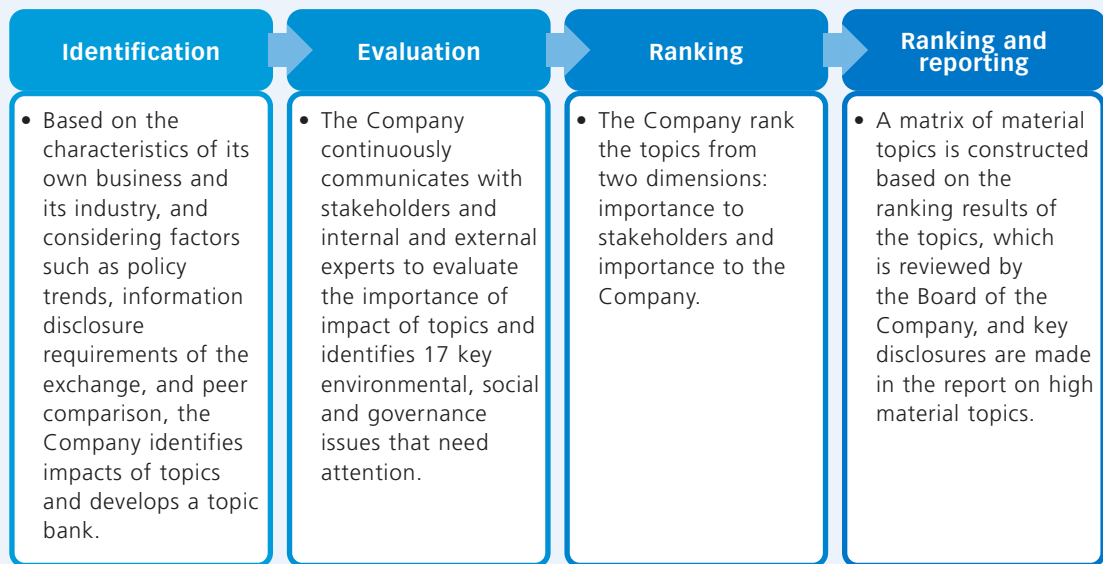 Identification
Evaluation
Ranking
Ranking and
reporting
• Based on the
characteristics of its
own business and
its industry, and
considering factors
such as policy
trends, information
disclosure
requirements of the
exchange, and peer
comparison, the
Company identifies
impacts of topics
and develops a topic
bank.
• The Company
continuously
communicates with
stakeholders and
internal and external
experts to evaluate
the importance of
impact of topics and
identifies 17 key
environmental, social
and governance
issues that need
attention.
• The Company rank
the topics from
two dimensions:
importance to
stakeholders and
importance to the
Company.
• A matrix of material
topics is constructed
based on the
ranking results of
the topics, which
is reviewed by
the Board of the
Company, and key
disclosures are made
in the report on high
material topics.